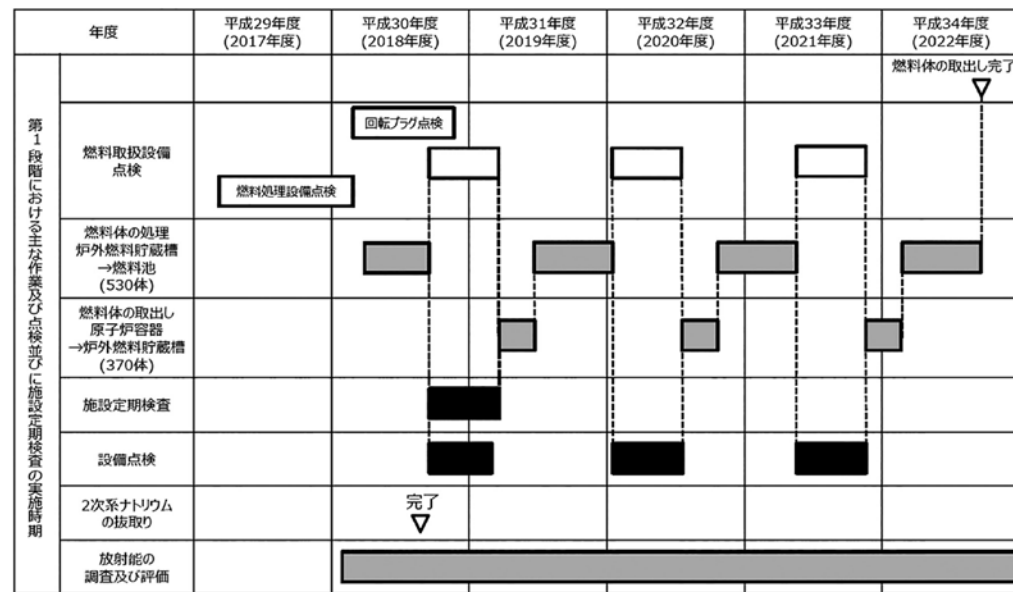 年度
平成29年度
(2017年度)
平成30年度
(2018年度)
平成31年度
(2019年度)
平成32年度
(2020年度)
平成33年度
(2021年度)
平成34年度
(2022年度)
燃料体の取出し完了
第1段階における主な作業及び点検並びに施設定期検査の実施時期
燃料取扱設備
点検
回転プラグ点検
燃料処理設備点検
燃料体の処理
炉外燃料貯蔵槽
→燃料池
(530体)
燃料体の取出し
原子炉容器
→炉外燃料貯蔵槽
(370体)
施設定期検査
設備点検
2次系ナトリウム
の抜取り
完了
放射能の
調査及び評価